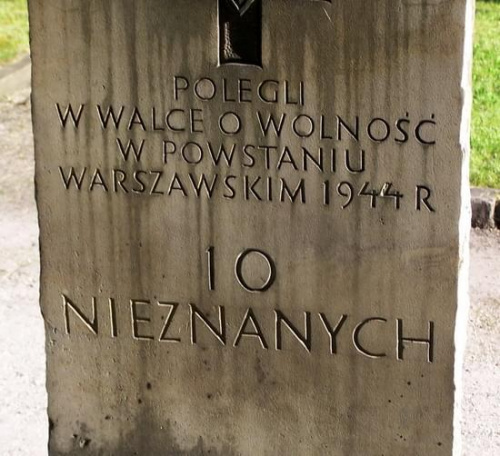 POLEGLI
W WALCE O WOLNOŚĆ
W POWSTANIU
WARSZAWSKIM 1944 R
10
NIEZNANYCH